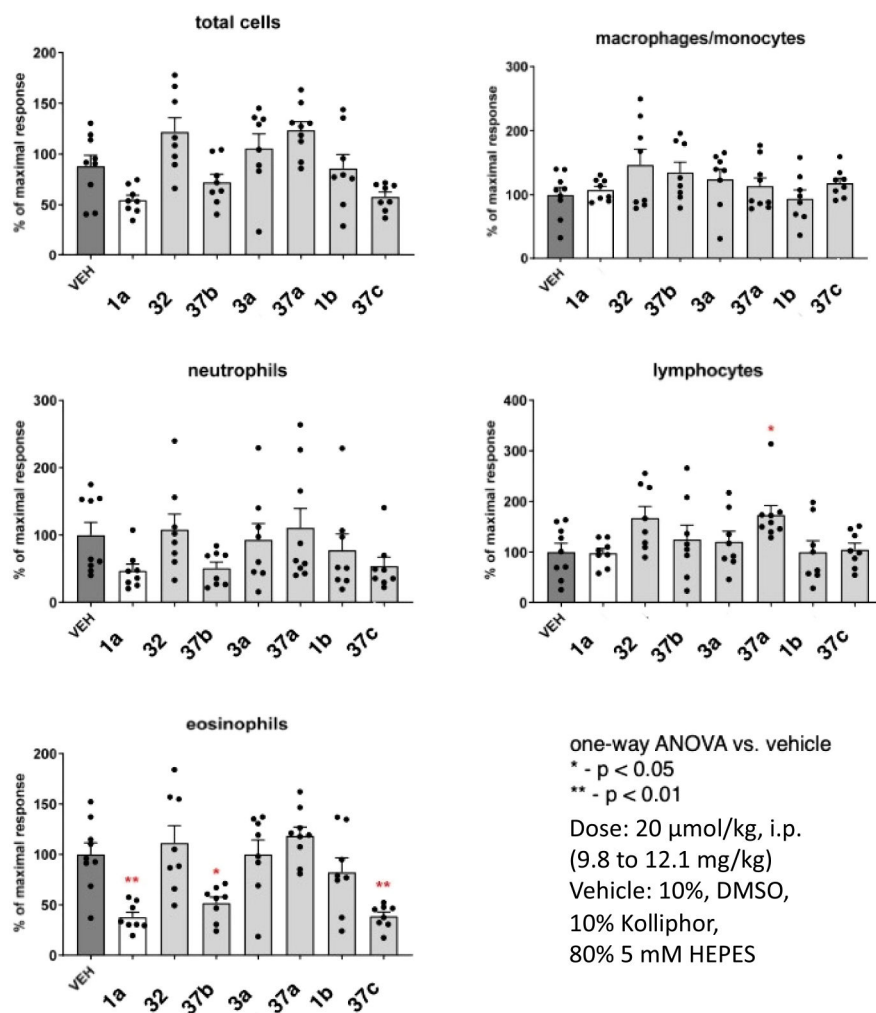 total cells
% of maximal response
200
150
100
50
0
VEH
1a
32
37b
3a
37a
1b
37c
macrophages/monocytes
% of maximal response
300
200
100
0
VEH
1a
32
37b
3a
37a
1b
37c
neutrophils
% of maximal response
300
200
100
0
VEH
1a
32
37b
3a
37a
1b
37c
lymphocytes
% of maximal response
400
300
200
100
0
*
VEH
1a
32
37b
3a
37a
1b
37c
eosinophils
% of maximal response
200
150
100
50
0
**
*
**
VEH
1a
32
37b
3a
37a
1b
37c
one-way ANOVA vs. vehicle
* - p < 0.05
** - p < 0.01
Dose: 20 μmol/kg, i.p.
(9.8 to 12.1 mg/kg)
Vehicle: 10%, DMSO,
10% Kolliphor,
80% 5 mM HEPES